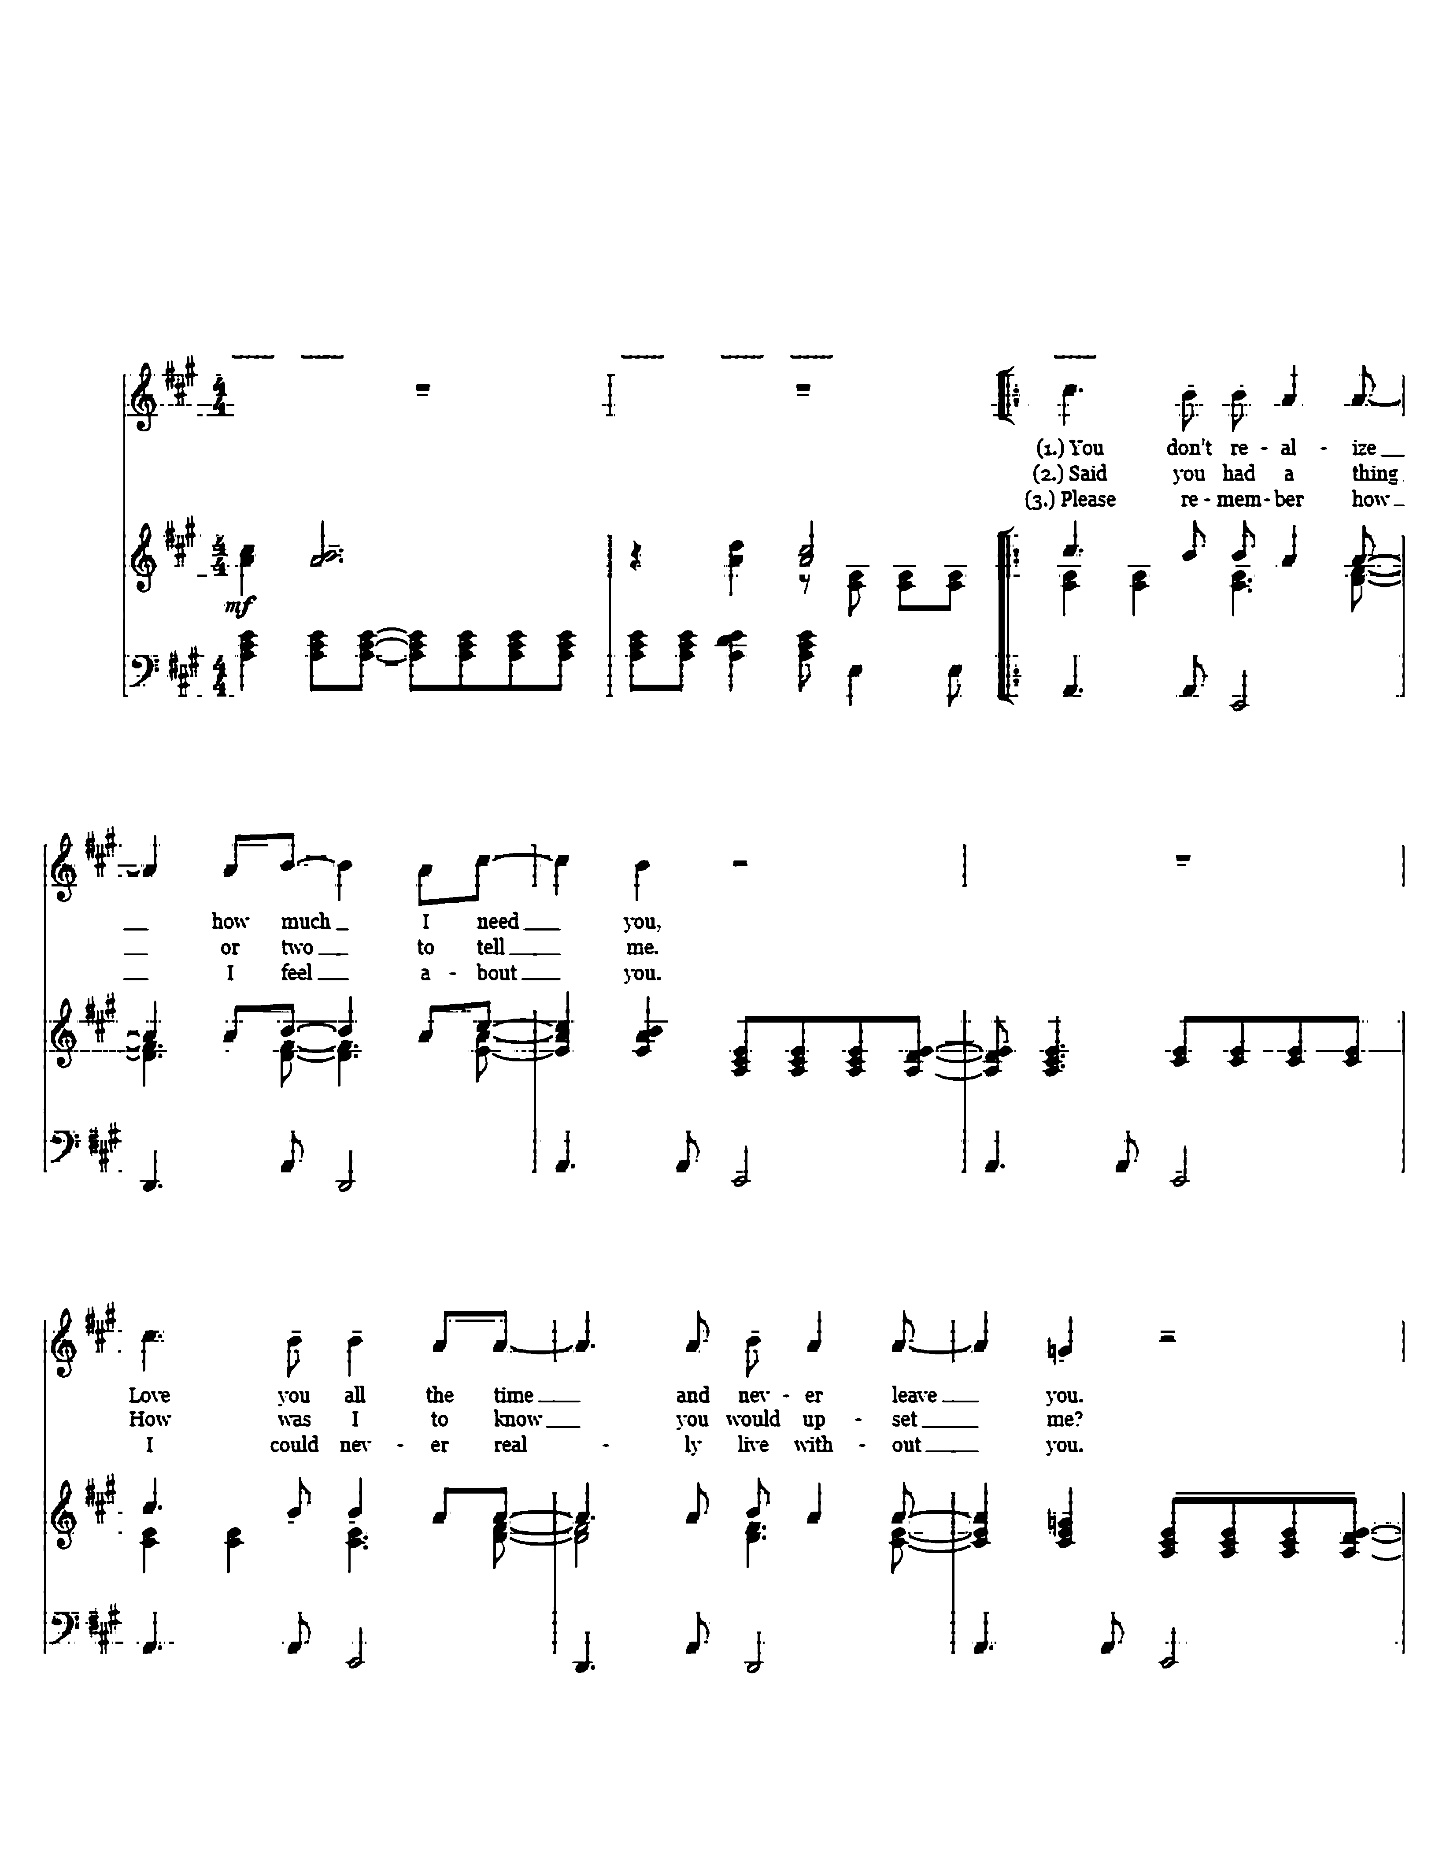 (1.) You don't re - al - ize
(2.) Said you had a thing
(3.) Please re - mem - ber how
mf
how much I need you,
or two to tell me.
I feel a - bout you.
Love you all the time and nev - er leave you.
How was I to know you would up - set me?
I could nev - er real - ly live with - out you.